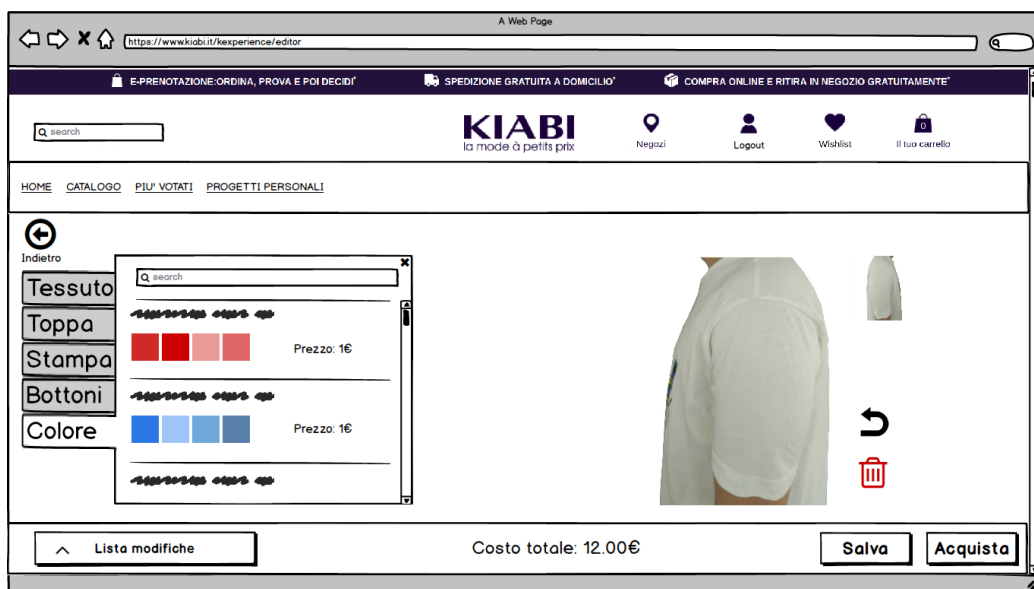 A Web Page
https://www.kiabi.it/kexperience/editor
E-PRENOTAZIONE:ORDINA, PROVA E POI DECIDI* SPEDIZIONE GRATUITA A DOMICILIO* COMPRA ONLINE E RITIRA IN NEGOZIO GRATUITAMENTE*
search
KIABI
la mode à petits prix
Negozi
Logout
Wishlist
0
Il tuo carrello
HOME CATALOGO PIU' VOTATI PROGETTI PERSONALI
Indietro
Tessuto
Toppa
Stampa
Bottoni
Colore
search
Prezzo: 1€
Prezzo: 1€
Lista modifiche
Costo totale: 12.00€
Salva
Acquista